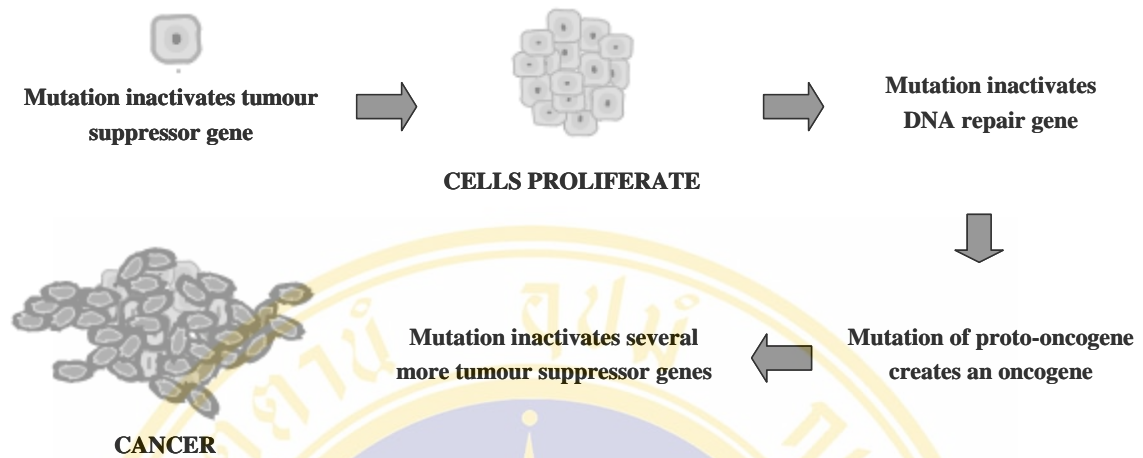 Mutation inactivates tumour
suppressor gene
CELLS PROLIFERATE
Mutation inactivates
DNA repair gene
Mutation of proto-oncogene
creates an oncogene
Mutation inactivates several
more tumour suppressor genes
CANCER